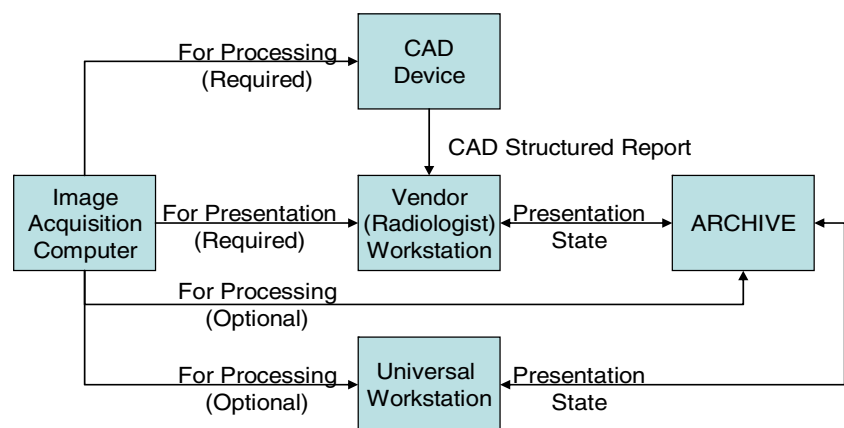 For Processing
(Required)
CAD
Device
CAD Structured Report
Image
Acquisition
Computer
For Presentation
(Required)
Vendor
(Radiologist)
Workstation
Presentation
State
ARCHIVE
For Processing
(Optional)
For Processing
(Optional)
Universal
Workstation
Presentation
State